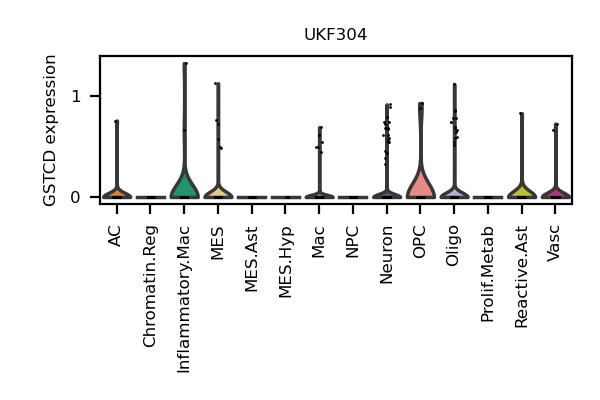 UKF304
GSTCD expression
1
0
AC
Chromatin.Reg
Inflammatory.Mac
MES
MES.Ast
MES.Hyp
Mac
NPC
Neuron
OPC
Oligo
Prolif.Metab
Reactive.Ast
Vasc